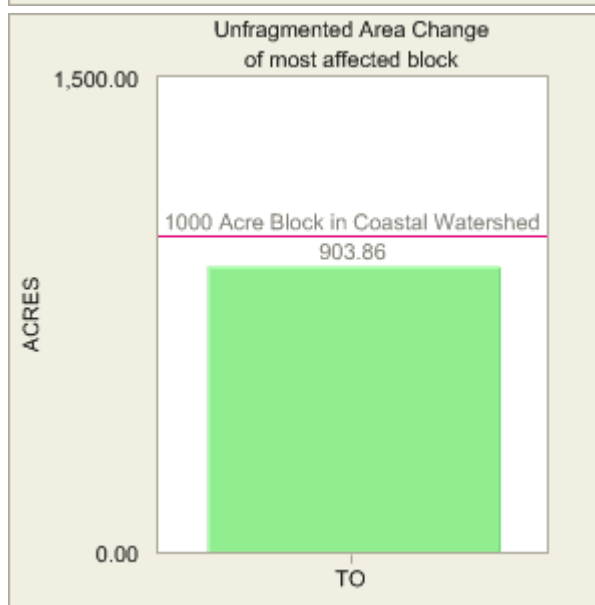 Unfragmented Area Change
of most affected block
1,500.00
1000 Acre Block in Coastal Watershed
903.86
ACRES
0.00
TO